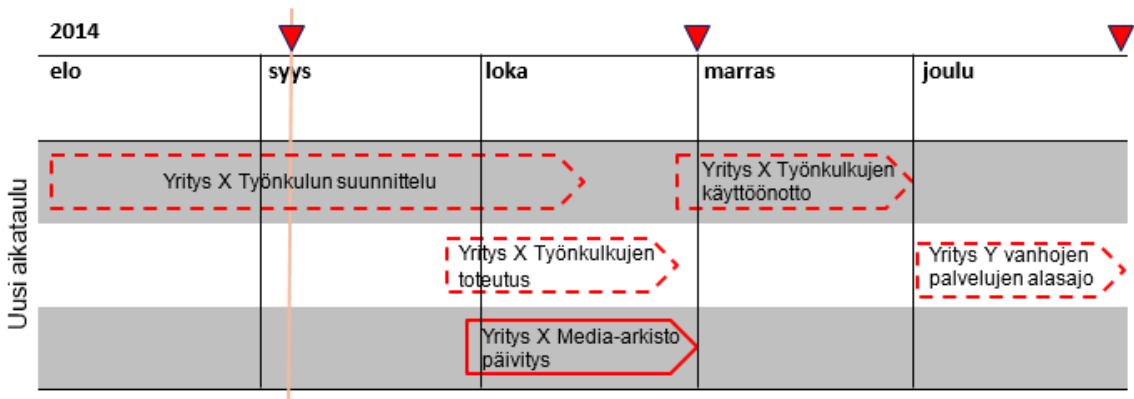 2014
elo
syys
loka
marras
joulu
Uusi aikataulu
Yritys X Työnkulun suunnittelu
Yritys X Työnkulkujen
käyttöönotto
Yritys X Työnkulkujen
toteutus
Yritys Y vanhojen
palvelujen alasajo
Yritys X Media-arkisto
päivitys